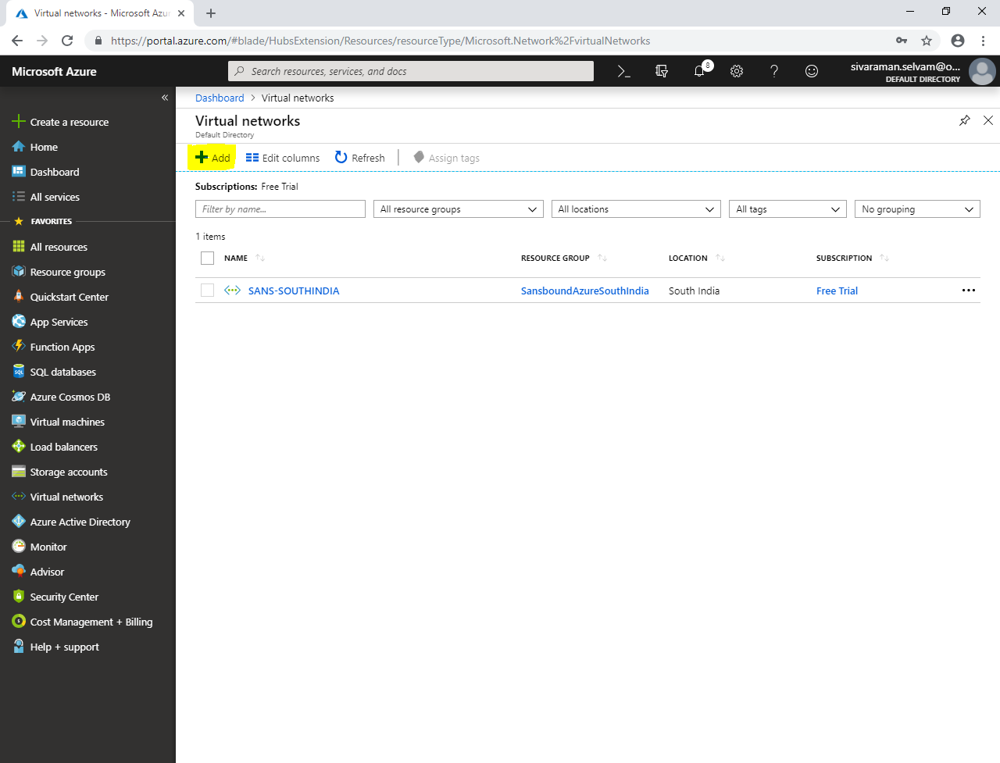 Virtual networks - Microsoft Azur
https://portal.azure.com/#blade/HubsExtension/Resources/resourceType/Microsoft.Network%2FvirtualNetworks
Microsoft Azure
Search resources, services, and docs
8
sivaraman.selvam@o...
DEFAULT DIRECTORY
Create a resource
Home
Dashboard
All services
FAVORITES
All resources
Resource groups
Quickstart Center
App Services
Function Apps
SQL databases
Azure Cosmos DB
Virtual machines
Load balancers
Storage accounts
Virtual networks
Azure Active Directory
Monitor
Advisor
Security Center
Cost Management + Billing
Help + support
Dashboard > Virtual networks
Virtual networks
Default Directory
Add Edit columns Refresh Assign tags
Subscriptions: Free Trial
Filter by name... All resource groups All locations All tags No grouping
1 items
NAME RESOURCE GROUP LOCATION SUBSCRIPTION
SANS-SOUTHINDIA SansboundAzureSouthIndia South India Free Trial